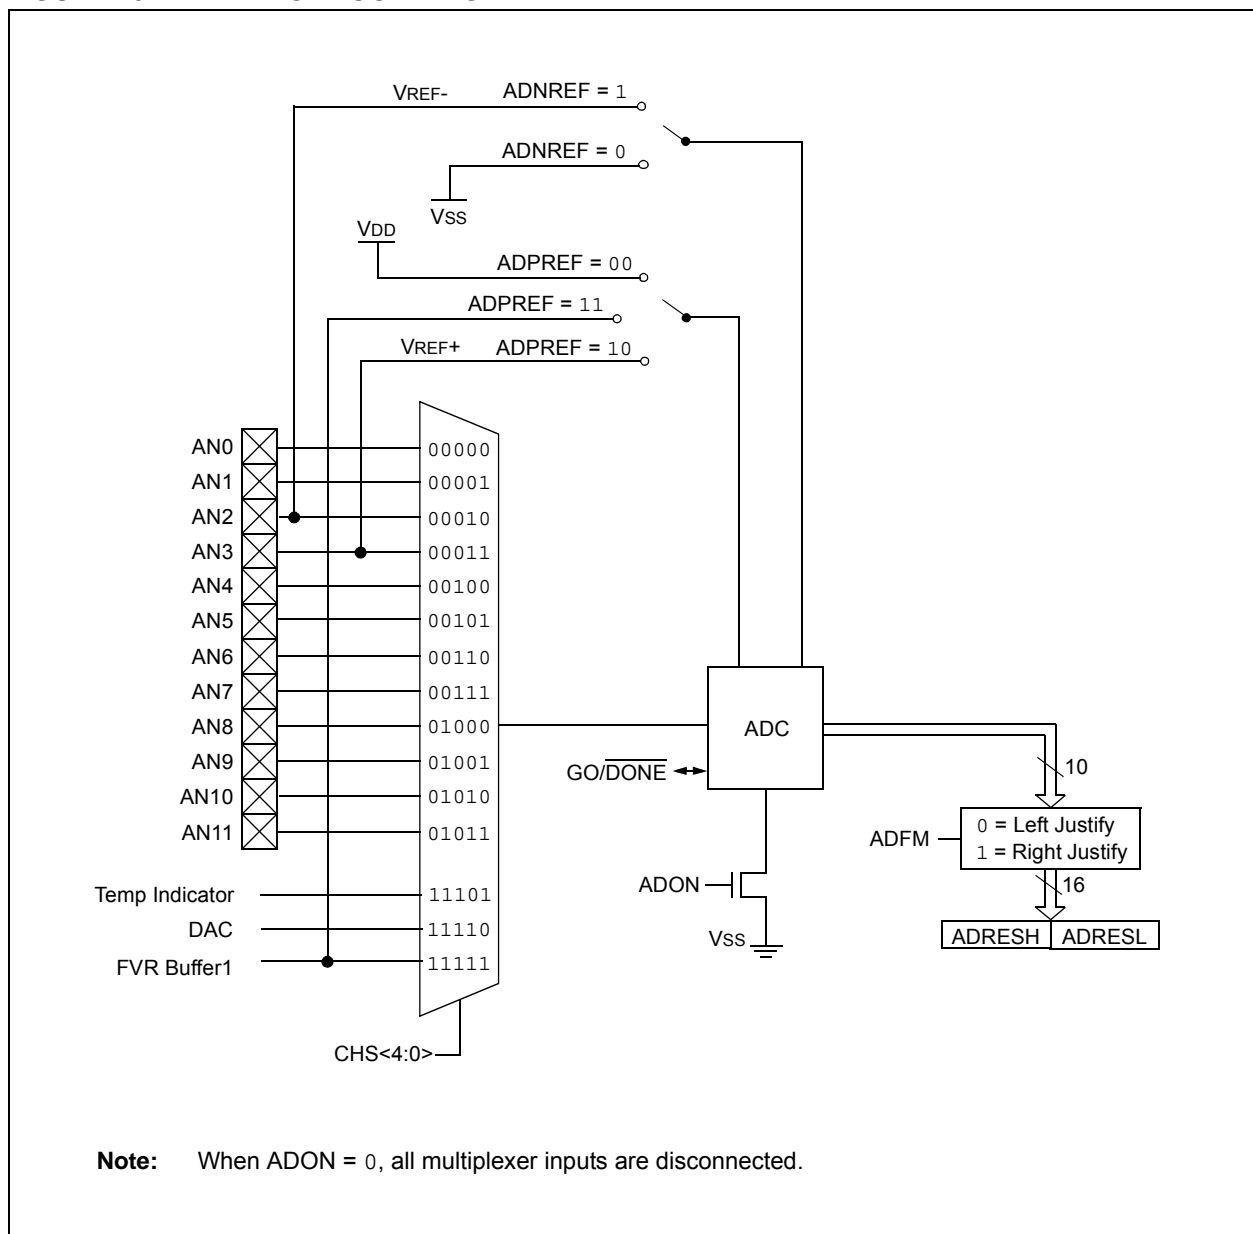 VREF- ADNREF = 1
ADNREF = 0
VSS
VDD
ADPREF = 00
ADPREF = 11
VREF+ ADPREF = 10
AN0 00000
AN1 00001
AN2 00010
AN3 00011
AN4 00100
AN5 00101
AN6 00110
AN7 00111
AN8 01000
AN9 01001
AN10 01010
AN11 01011
Temp Indicator 11101
DAC 11110
FVR Buffer1 11111
CHS<4:0>
ADC
GO/DONE
ADON
VSS
10
ADFM
0 = Left Justify
1 = Right Justify
16
ADRESH ADRESL
Note: When ADON = 0, all multiplexer inputs are disconnected.